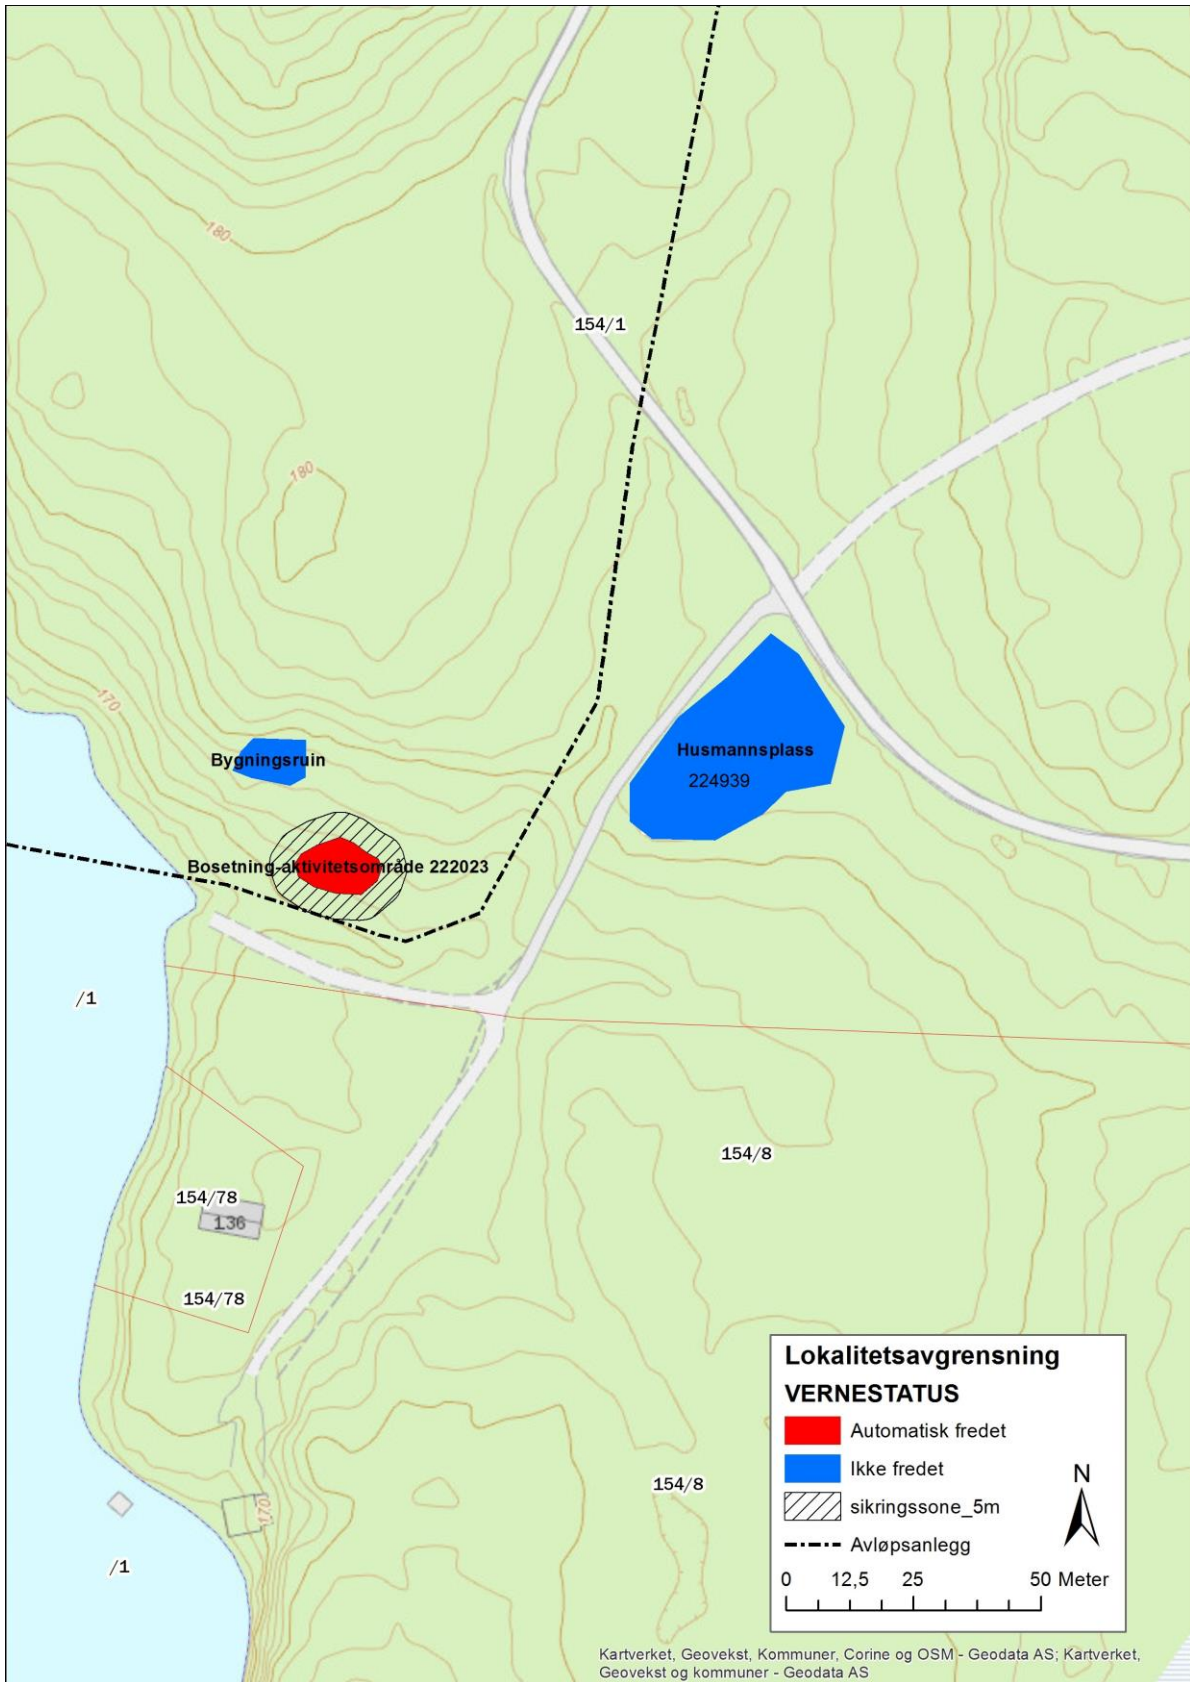 180
154/1
180
170
Bygningsruin
Husmannsplass
224939
Bosetning-aktivitetsområde 222023
/1
154/8
154/78
136
154/78
154/8
170
/1
Lokalitetsavgrensning
VERNESTATUS
Automatisk fredet
Ikke fredet
sikringssone_5m
Avløpsanlegg
N
0 12,5 25 50 Meter
Kartverket, Geovekst, Kommuner, Corine og OSM - Geodata AS; Kartverket,
Geovekst og kommuner - Geodata AS